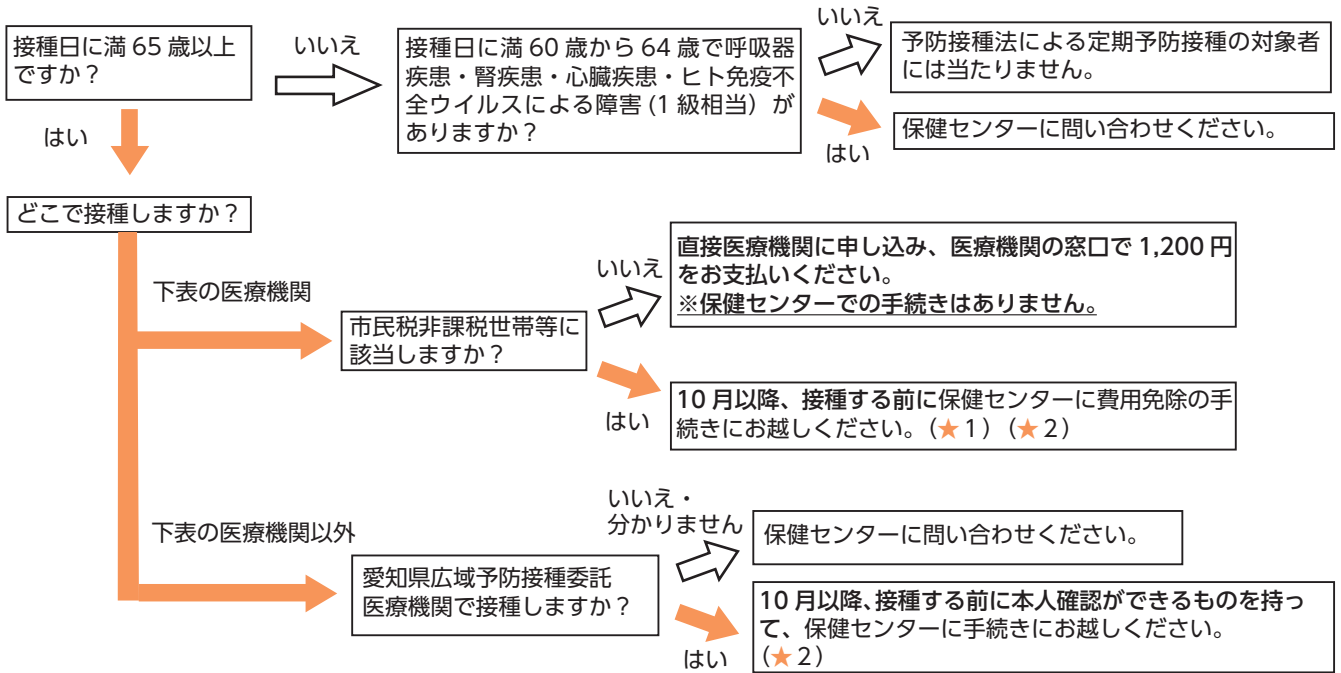 接種日に満 65 歳以上
ですか？
いいえ
接種日に満 60 歳から 64 歳で呼吸器
疾患・腎疾患・心臓疾患・ヒト免疫不
全ウイルスによる障害 (1 級相当）が
ありますか？
いいえ
予防接種法による定期予防接種の対象者
には当たりません。
はい
保健センターに問い合わせください。
はい
どこで接種しますか？
下表の医療機関
市民税非課税世帯等に
該当しますか？
いいえ
直接医療機関に申し込み、医療機関の窓口で 1,200 円
をお支払いください。
※保健センターでの手続きはありません。
はい
10 月以降、接種する前に保健センターに費用免除の手
続きにお越しください。（★１）（★２）
下表の医療機関以外
愛知県広域予防接種委託
医療機関で接種しますか？
いいえ・
分かりません
保健センターに問い合わせください。
はい
10 月以降、接種する前に本人確認ができるものを持っ
て、保健センターに手続きにお越しください。
（★２）